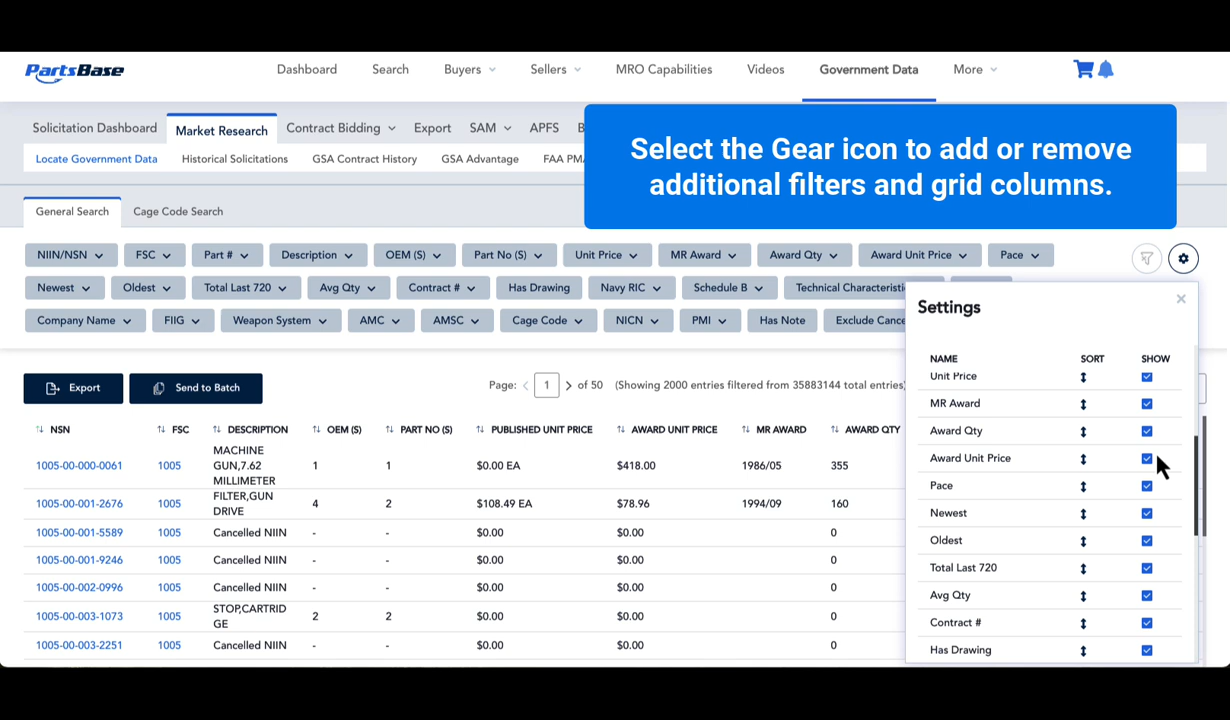 PartsBase
Dashboard Search Buyers Sellers MRO Capabilities Videos Government Data More
Solicitation Dashboard Market Research Contract Bidding Export SAM APFS B
Select the Gear icon to add or remove
additional filters and grid columns.
Locate Government Data Historical Solicitations GSA Contract History GSA Advantage FAA PMA
General Search Cage Code Search
NIIN/NSN FSC Part # Description OEM (S) Part No (S) Unit Price MR Award Award Qty Award Unit Price Pace
Newest Oldest Total Last 720 Avg Qty Contract # Has Drawing Navy RIC Schedule B Technical Characteristi
Company Name FIIG Weapon System AMC AMSC Cage Code NICN PMI Has Note Exclude Cance
Export Send to Batch
Page: 1 of 50 (Showing 2000 entries filtered from 35883144 total entries)
NSN FSC DESCRIPTION OEM (S) PART NO (S) PUBLISHED UNIT PRICE AWARD UNIT PRICE MR AWARD AWARD QTY
1005-00-000-0061 1005 MACHINE
GUN,7.62
MILLIMETER 1 1 $0.00 EA $418.00 1986/05 355
1005-00-001-2676 1005 FILTER,GUN
DRIVE 4 2 $108.49 EA $78.96 1994/09 160
1005-00-001-5589 1005 Cancelled NIIN - - $0.00 $0.00 0
1005-00-001-9246 1005 Cancelled NIIN - - $0.00 $0.00 0
1005-00-002-0996 1005 Cancelled NIIN - - $0.00 $0.00 0
1005-00-003-1073 1005 STOP,CARTRID
GE 2 2 $0.00 $0.00 0
1005-00-003-2251 1005 Cancelled NIIN - - $0.00 $0.00 0
Settings
NAME SORT SHOW
Unit Price
MR Award
Award Qty
Award Unit Price
Pace
Newest
Oldest
Total Last 720
Avg Qty
Contract #
Has Drawing